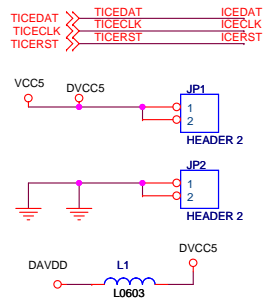 TICEDAT TICEDAT ICEDAT
TICECLK TICECLK ICECLK
TICERST TICERST ICERST
VCC5 DVCC5 JP1
1
2
HEADER 2
JP2
1
2
HEADER 2
DVCC5
DAVDD L1
L0603